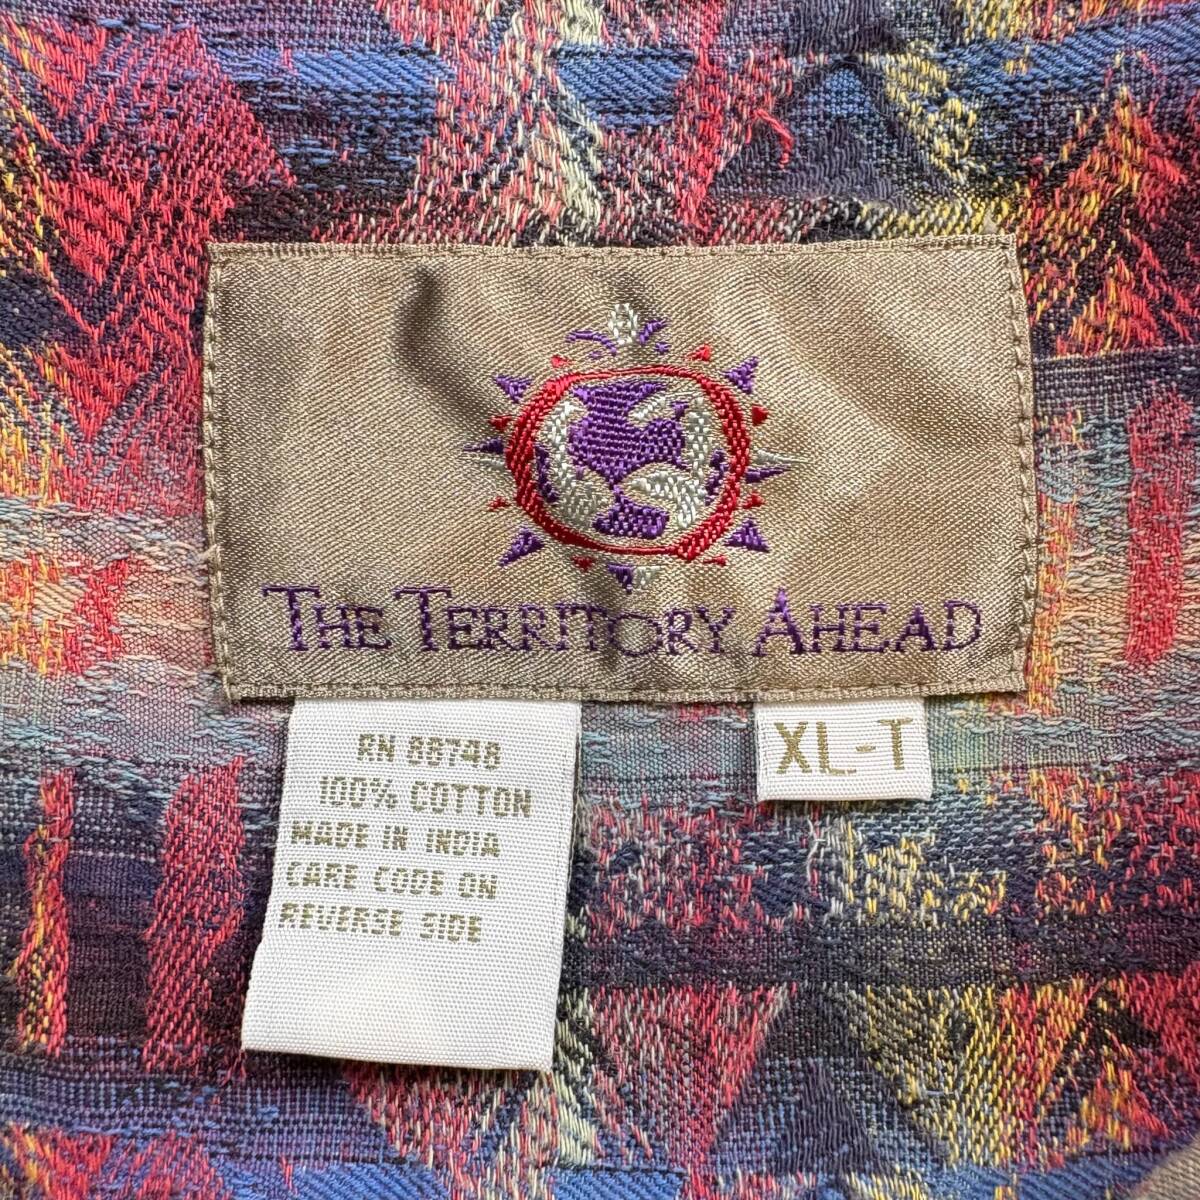 THE TERRITORY AHEAD
XL-T
RN 88748
100% COTTON
MADE IN INDIA
CARE CODE ON
REVERSE SIDE